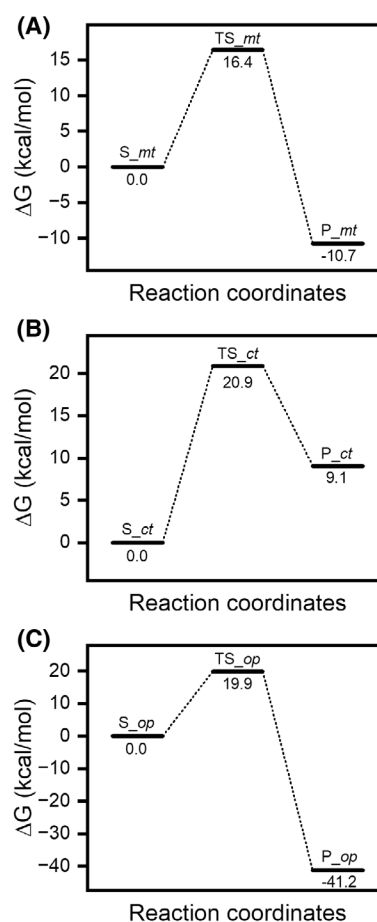 (A)
ΔG (kcal/mol)
15
10
5
0
−5
−10
TS_mt
16.4
S_mt
0.0
P_mt
-10.7
Reaction coordinates
(B)
ΔG (kcal/mol)
20
15
10
5
0
TS_ct
20.9
P_ct
9.1
S_ct
0.0
Reaction coordinates
(C)
ΔG (kcal/mol)
20
10
0
−10
−20
−30
−40
TS_op
19.9
S_op
0.0
P_op
-41.2
Reaction coordinates